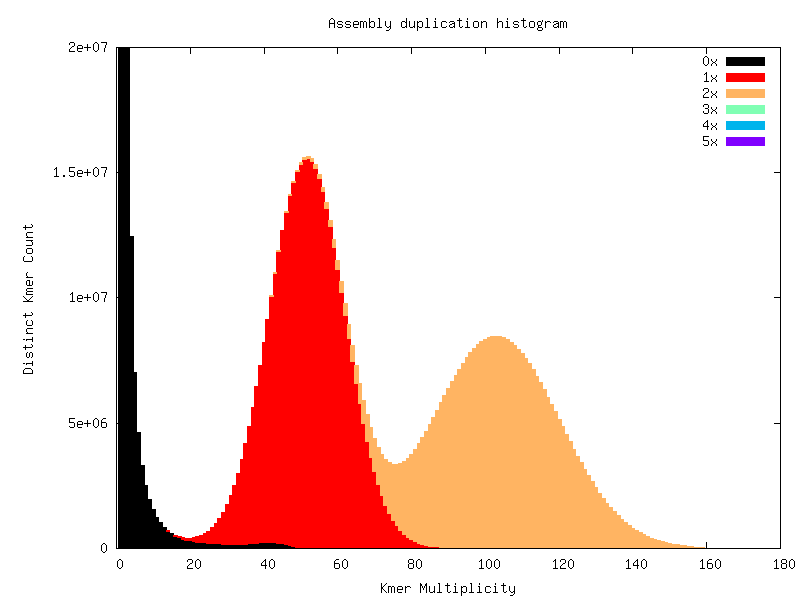 Assembly duplication histogram
2e+07
1.5e+07
1e+07
5e+06
0
Distinct Kmer Count
0x
1x
2x
3x
4x
5x
0 20 40 60 80 100 120 140 160 180
Kmer Multiplicity